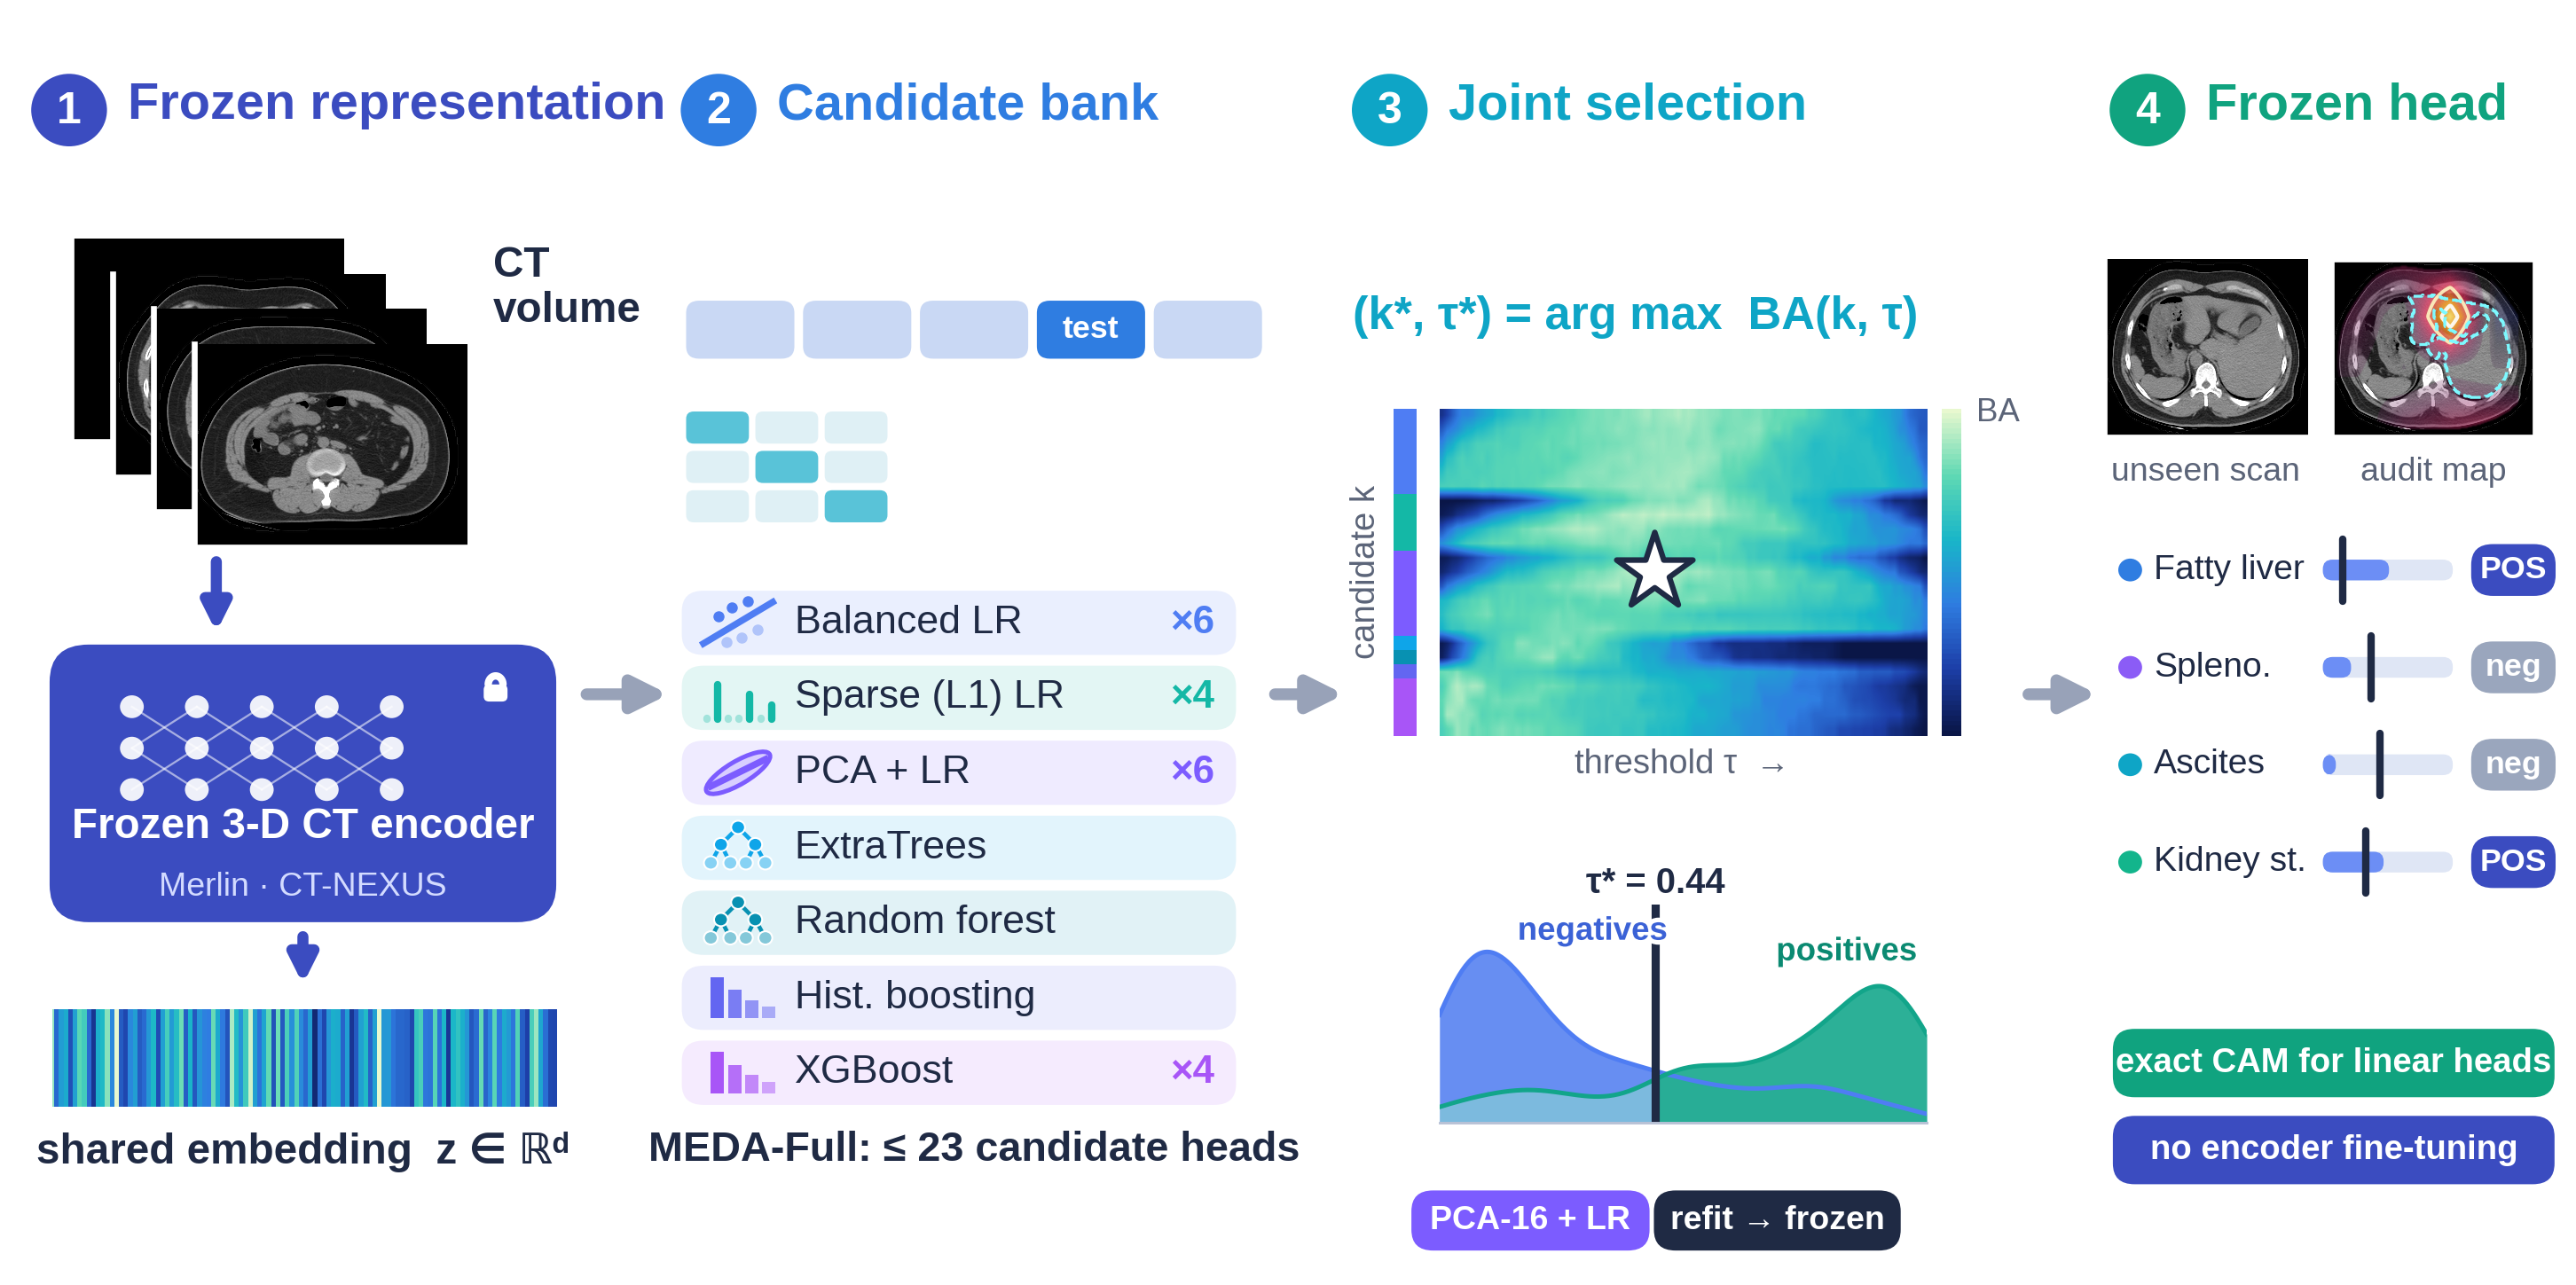 1 Frozen representation
CT
volume
Frozen 3-D CT encoder
Merlin · CT-NEXUS
shared embedding z ∈ ℝᵈ
2 Candidate bank
test
Balanced LR ×6
Sparse (L1) LR ×4
PCA + LR ×6
ExtraTrees
Random forest
Hist. boosting
XGBoost ×4
MEDA-Full: ≤ 23 candidate heads
3 Joint selection
(k*, τ*) = arg max BA(k, τ)
BA
candidate k
threshold τ →
τ* = 0.44
negatives
positives
PCA-16 + LR
refit → frozen
4 Frozen head
unseen scan
audit map
Fatty liver POS
Spleno. neg
Ascites neg
Kidney st. POS
exact CAM for linear heads
no encoder fine-tuning